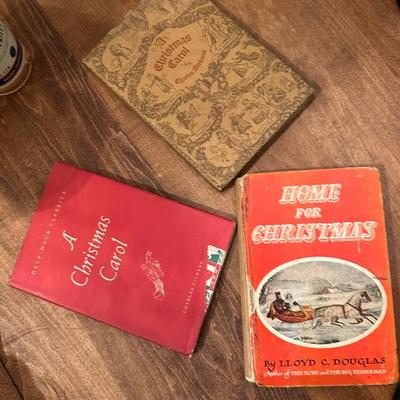 A
Christmas
Carol
by
Charles Dickens
HALF-HOUR CLASSICS
A
Christmas
Carol
CHARLES DICKENS
HOME
FOR
CHRISTMAS
By LLOYD C. DOUGLAS
Author of THE ROBE and THE BIG FISHERMAN